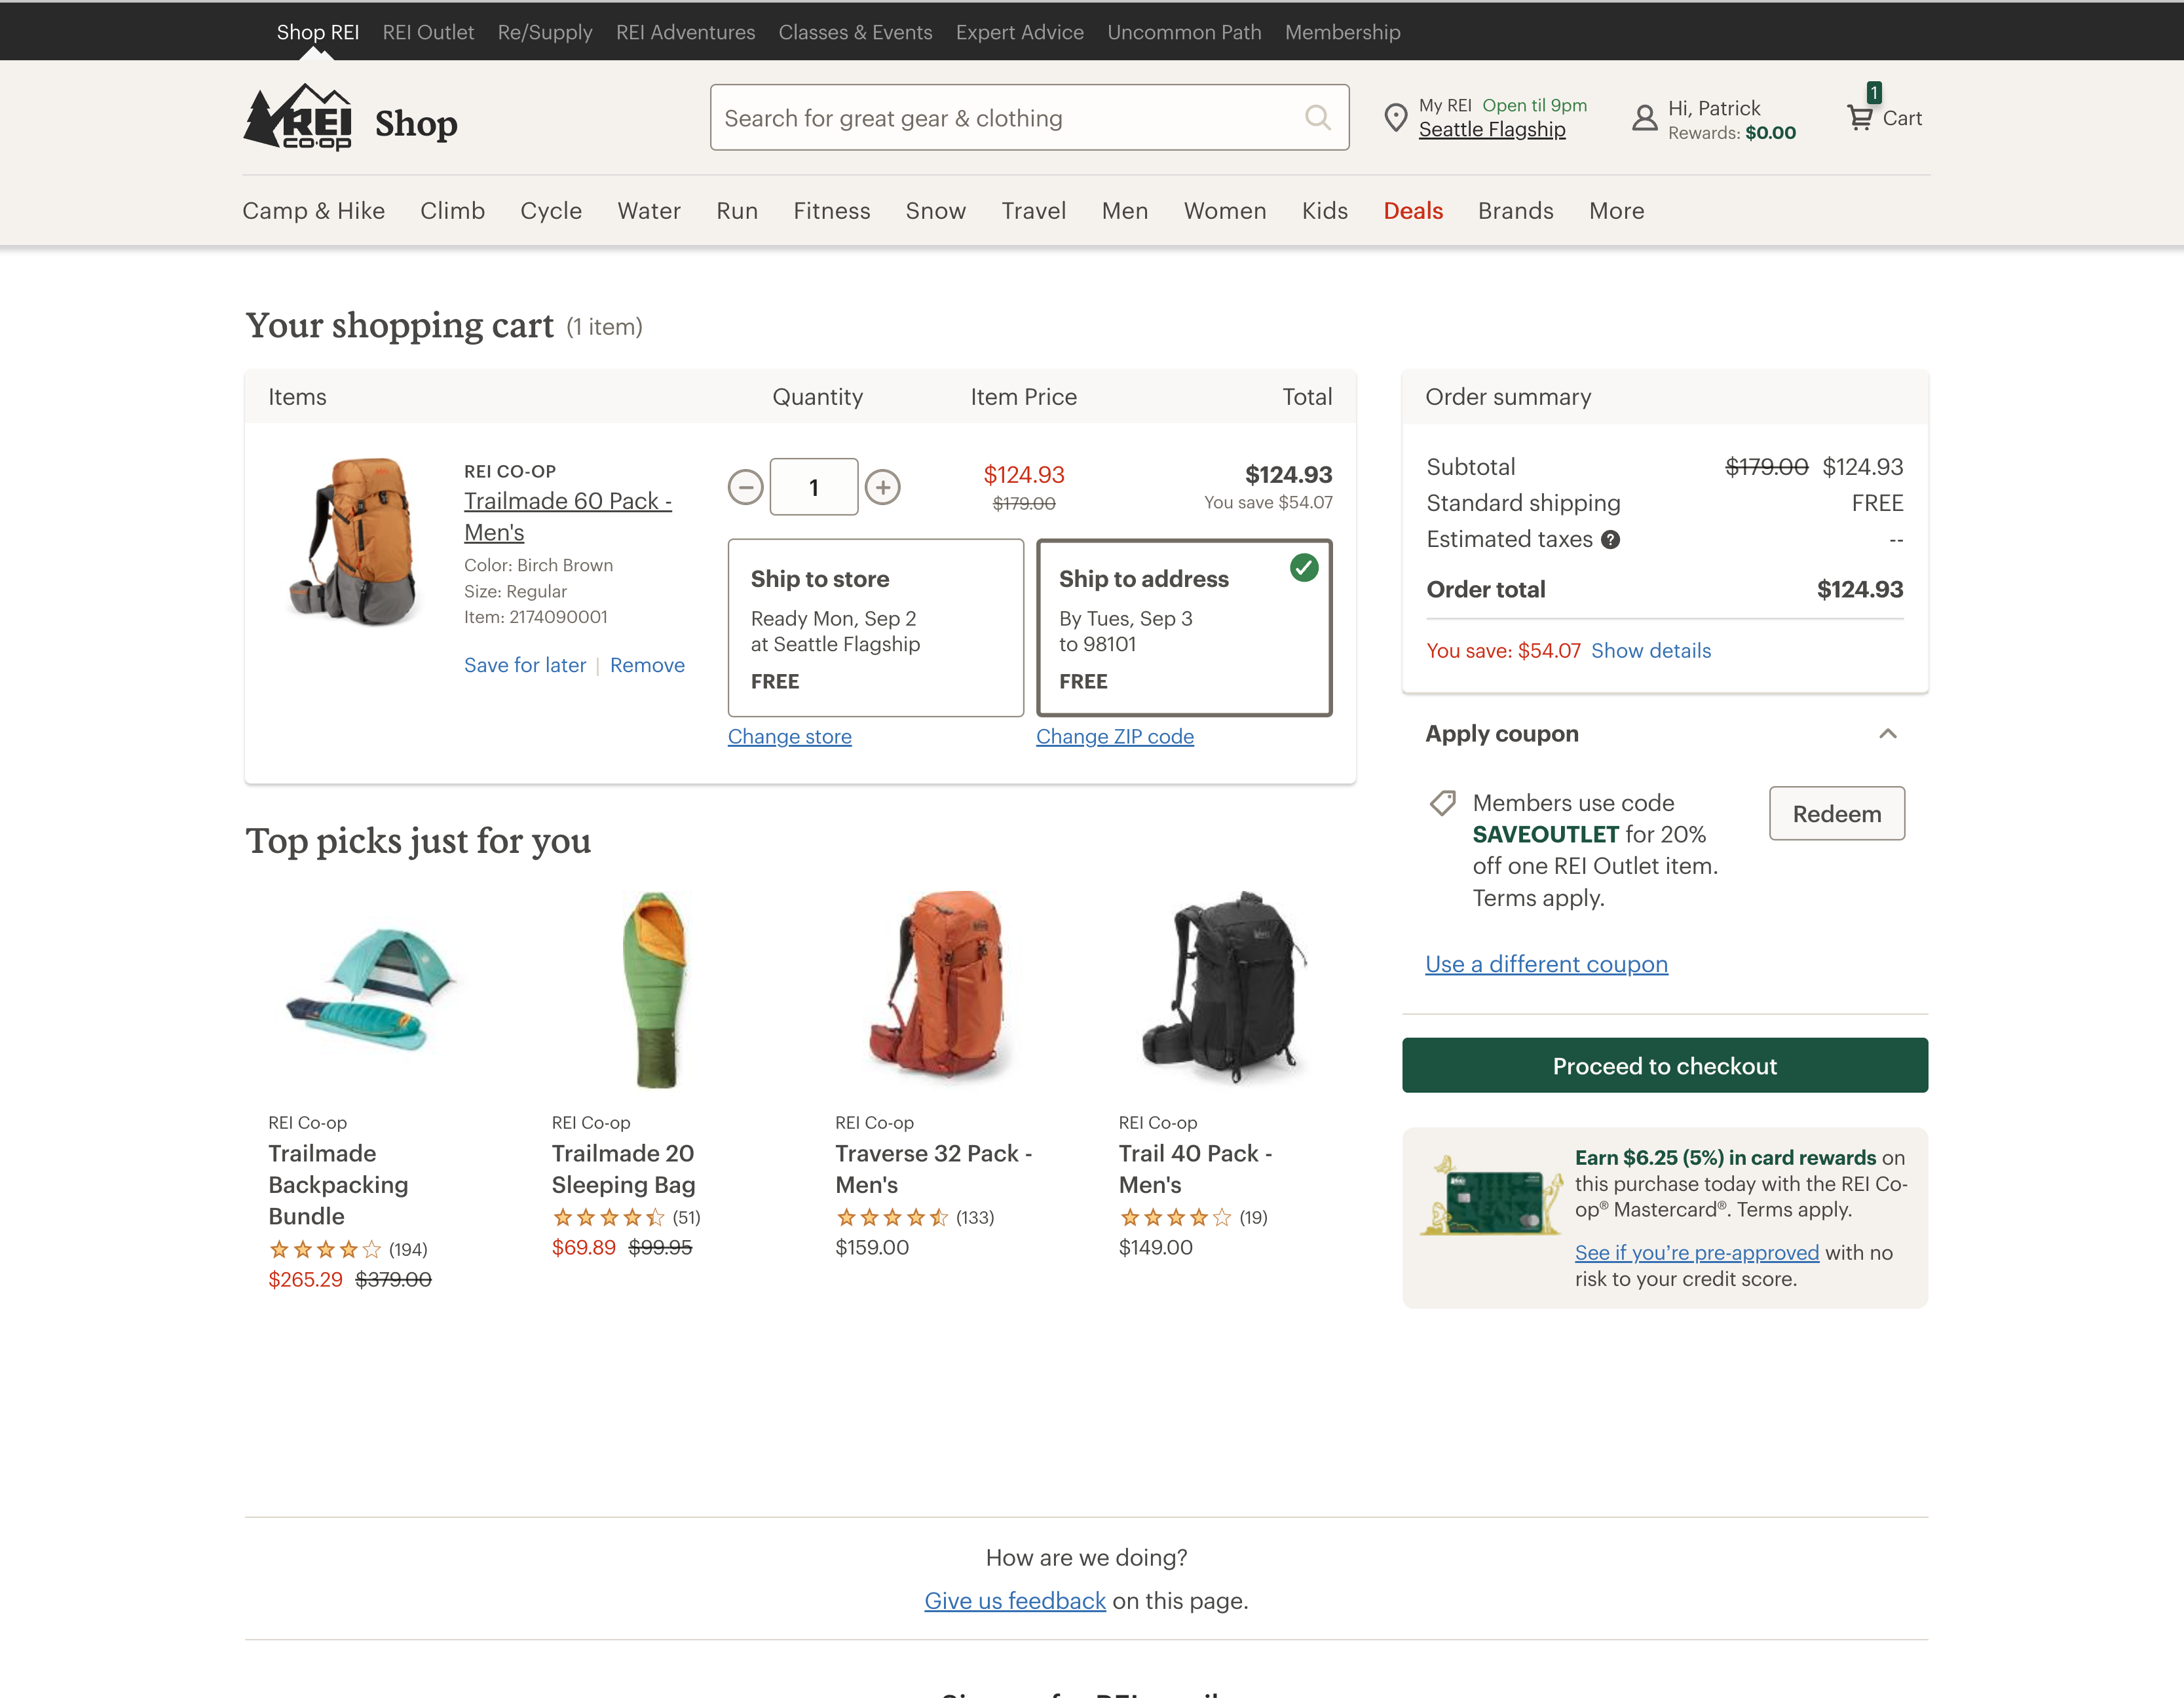 Shop REI REI Outlet Re/Supply REI Adventures Classes & Events Expert Advice Uncommon Path Membership
REI
CO·OP
Shop
Search for great gear & clothing
My REI Open til 9pm
Seattle Flagship
Hi, Patrick
Rewards: $0.00
1
Cart
Camp & Hike Climb Cycle Water Run Fitness Snow Travel Men Women Kids Deals Brands More
Your shopping cart (1 item)
Items Quantity Item Price Total
REI CO-OP
Trailmade 60 Pack -
Men's
Color: Birch Brown
Size: Regular
Item: 2174090001
Save for later | Remove
1
$124.93
$179.00
$124.93
You save $54.07
Ship to store
Ready Mon, Sep 2
at Seattle Flagship
FREE
Change store
Ship to address
By Tues, Sep 3
to 98101
FREE
Change ZIP code
Order summary
Subtotal $179.00 $124.93
Standard shipping FREE
Estimated taxes ? --
Order total $124.93
You save: $54.07 Show details
Apply coupon
Members use code
SAVEOUTLET for 20%
off one REI Outlet item.
Terms apply.
Redeem
Use a different coupon
Proceed to checkout
Earn $6.25 (5%) in card rewards on
this purchase today with the REI Co-
op® Mastercard®. Terms apply.
See if you're pre-approved with no
risk to your credit score.
Top picks just for you
REI Co-op
Trailmade
Backpacking
Bundle
(194)
$265.29 $379.00
REI Co-op
Trailmade 20
Sleeping Bag
(51)
$69.89 $99.95
REI Co-op
Traverse 32 Pack -
Men's
(133)
$159.00
REI Co-op
Trail 40 Pack -
Men's
(19)
$149.00
How are we doing?
Give us feedback on this page.